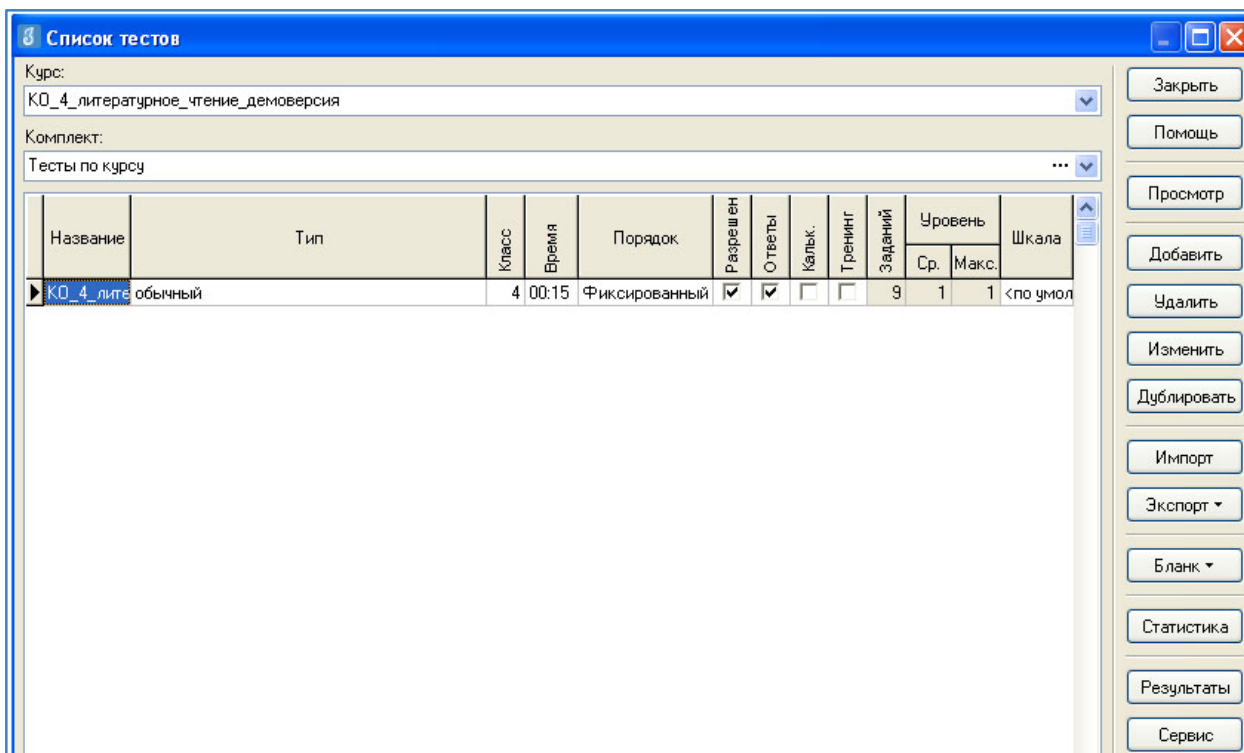 Список тестов
Курс:
КО_4_литературное_чтение_демоверсия
Комплект:
Тесты по курсу ...
Название Тип Класс Время Порядок Разрешен Ответы Кальк. Тренинг Заданий Уровень Ср. Макс. Шкала
КО_4_лите обычный 4 00:15 Фиксированный 9 1 1 <по умол
Закрыть
Помощь
Просмотр
Добавить
Удалить
Изменить
Дублировать
Импорт
Экспорт
Бланк
Статистика
Результаты
Сервис